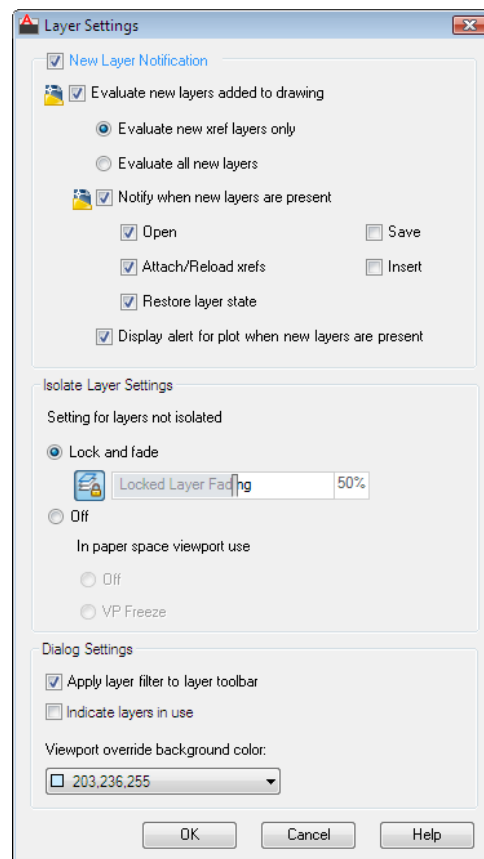 Layer Settings
New Layer Notification
Evaluate new layers added to drawing
Evaluate new xref layers only
Evaluate all new layers
Notify when new layers are present
Open Save
Attach/Reload xrefs Insert
Restore layer state
Display alert for plot when new layers are present
Isolate Layer Settings
Setting for layers not isolated
Lock and fade
Locked Layer Fading 50%
Off
In paper space viewport use
Off
VP Freeze
Dialog Settings
Apply layer filter to layer toolbar
Indicate layers in use
Viewport override background color:
203,236,255
OK Cancel Help